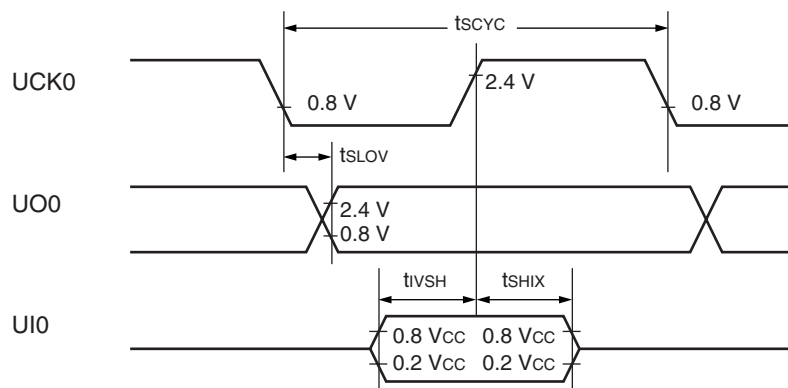 tSCYC
UCK0
2.4 V
0.8 V
0.8 V
tSLOV
UO0
2.4 V
0.8 V
tIVSH
tSHIX
UI0
0.8 VCC
0.8 VCC
0.2 VCC
0.2 VCC